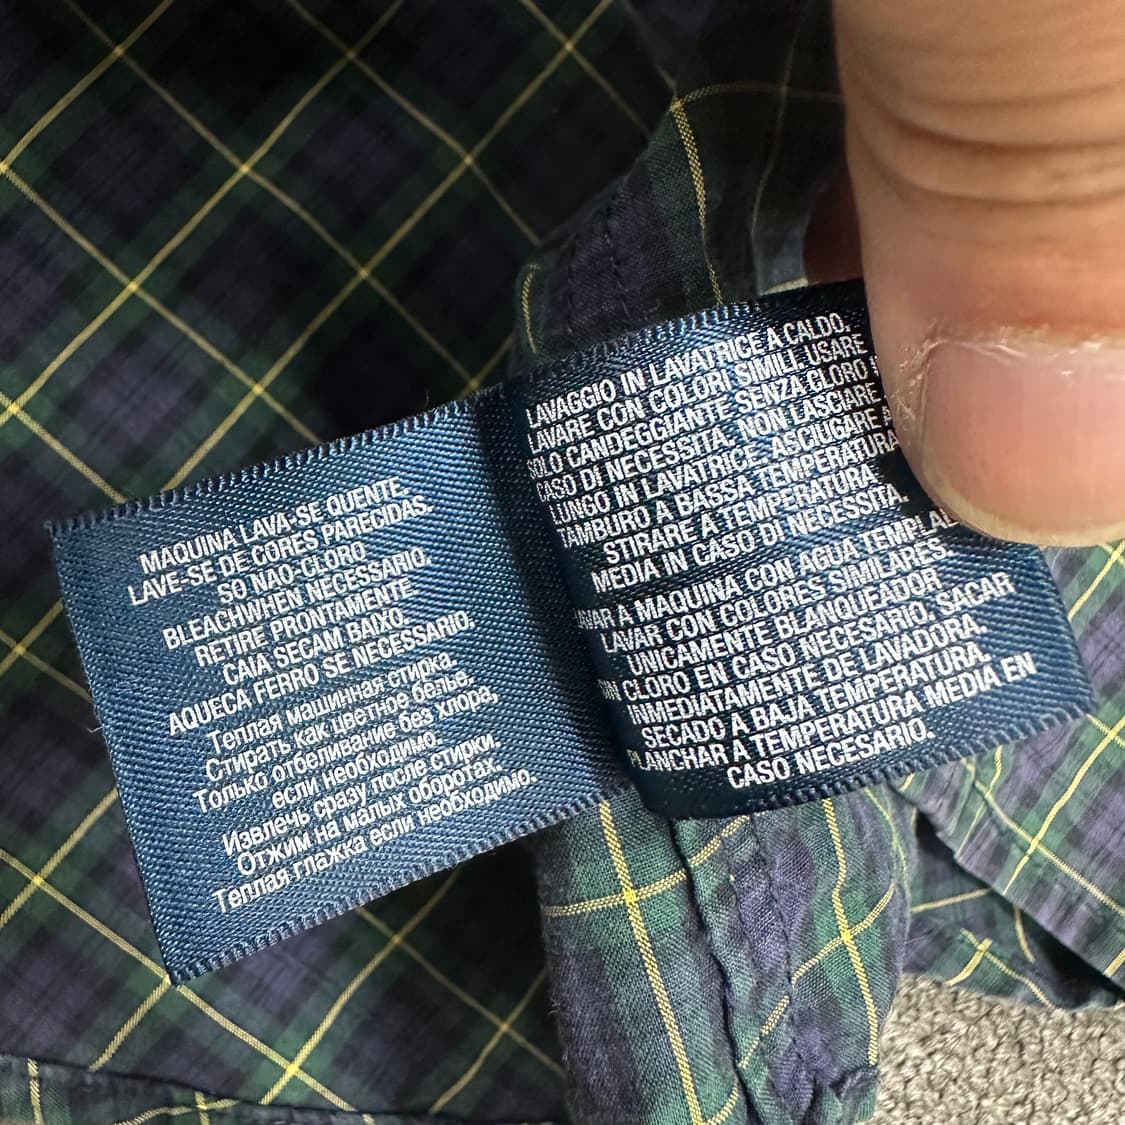 MAQUINA LAVA-SE QUENTE.
LAVE-SE DE CORES PARECIDAS.
SO NAO-CLORO
BLEACHWHEN NECESSARIO
RETIRE PRONTAMENTE
CAIA SECAM BAIXO.
AQUECA FERRO SE NECESSARIO.
Теплая машинная стирка.
Стирать как цветное белье.
Только отбеливание без хлора,
если необходимо.
Извлечь сразу после стирки.
Отжим на малых оборотах.
Теплая глажка если необходимо.
LAVAGGIO IN LAVATRICE A CALDO.
LAVARE CON COLORI SIMILI. USARE
SOLO CANDEGGIANTE SENZA CLORO
CASO DI NECESSITA. NON LASCIARE
LUNGO IN LAVATRICE. ASCIUGARE A
TAMBURO A BASSA TEMPERATURA
STIRARE A TEMPERATURA
MEDIA IN CASO DI NECESSITA.
LAVAR A MAQUINA CON AGUA
LAVAR CON COLORES SIMILARES.
UNICAMENTE BLANQUEADOR
SIN CLORO EN CASO NECESARIO. SACAR
INMEDIATAMENTE DE LAVADORA.
SECADO A BAJA TEMPERATURA.
PLANCHAR A TEMPERATURA MEDIA EN
CASO NECESARIO.